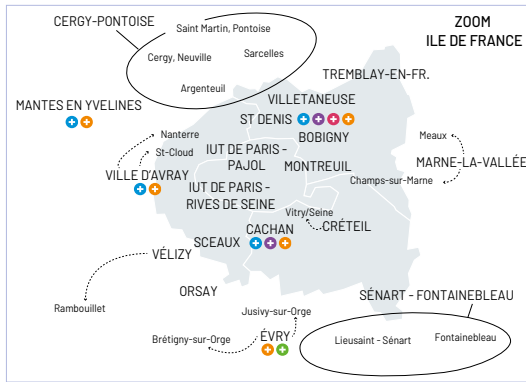 CERGY-PONTOISE
Saint Martin, Pontoise
Cergy, Neuville
Sarcelles
Argenteuil
ZOOM
ILE DE FRANCE
TREMBLAY-EN-FR.
MANTES EN YVELINES
VILLETANEUSE
ST DENIS
BOBIGNY
Nanterre
St-Cloud
IUT DE PARIS -
PAJOL
MONTREUIL
Meaux
MARNE-LA-VALLÉE
Champs-sur-Marne
VILLE D'AVRAY
IUT DE PARIS -
RIVES DE SEINE
Vitry/Seine
CRÉTEIL
CACHAN
SCEAUX
VÉLIZY
ORSAY
Rambouillet
SÉNART - FONTAINEBLEAU
Jusivy-sur-Orge
Brétigny-sur-Orge
ÉVRY
Lieusaint - Sénart
Fontainebleau